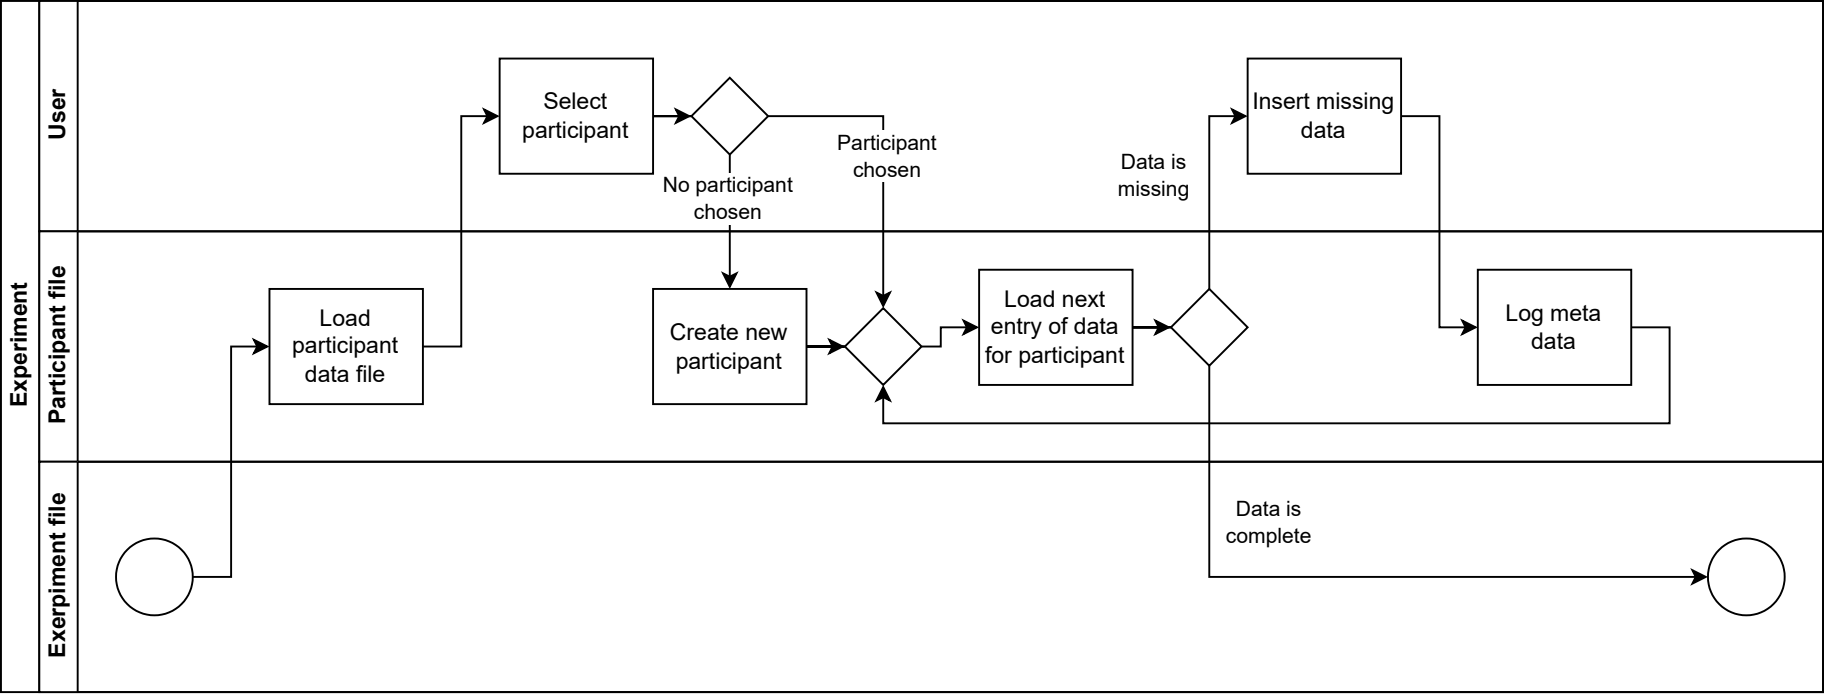 Experiment
User
Participant file
Exerpiment file
Select
participant
No participant
chosen
Participant
chosen
Data is
missing
Insert missing
data
Load
participant
data file
Create new
participant
Load next
entry of data
for participant
Log meta
data
Data is
complete